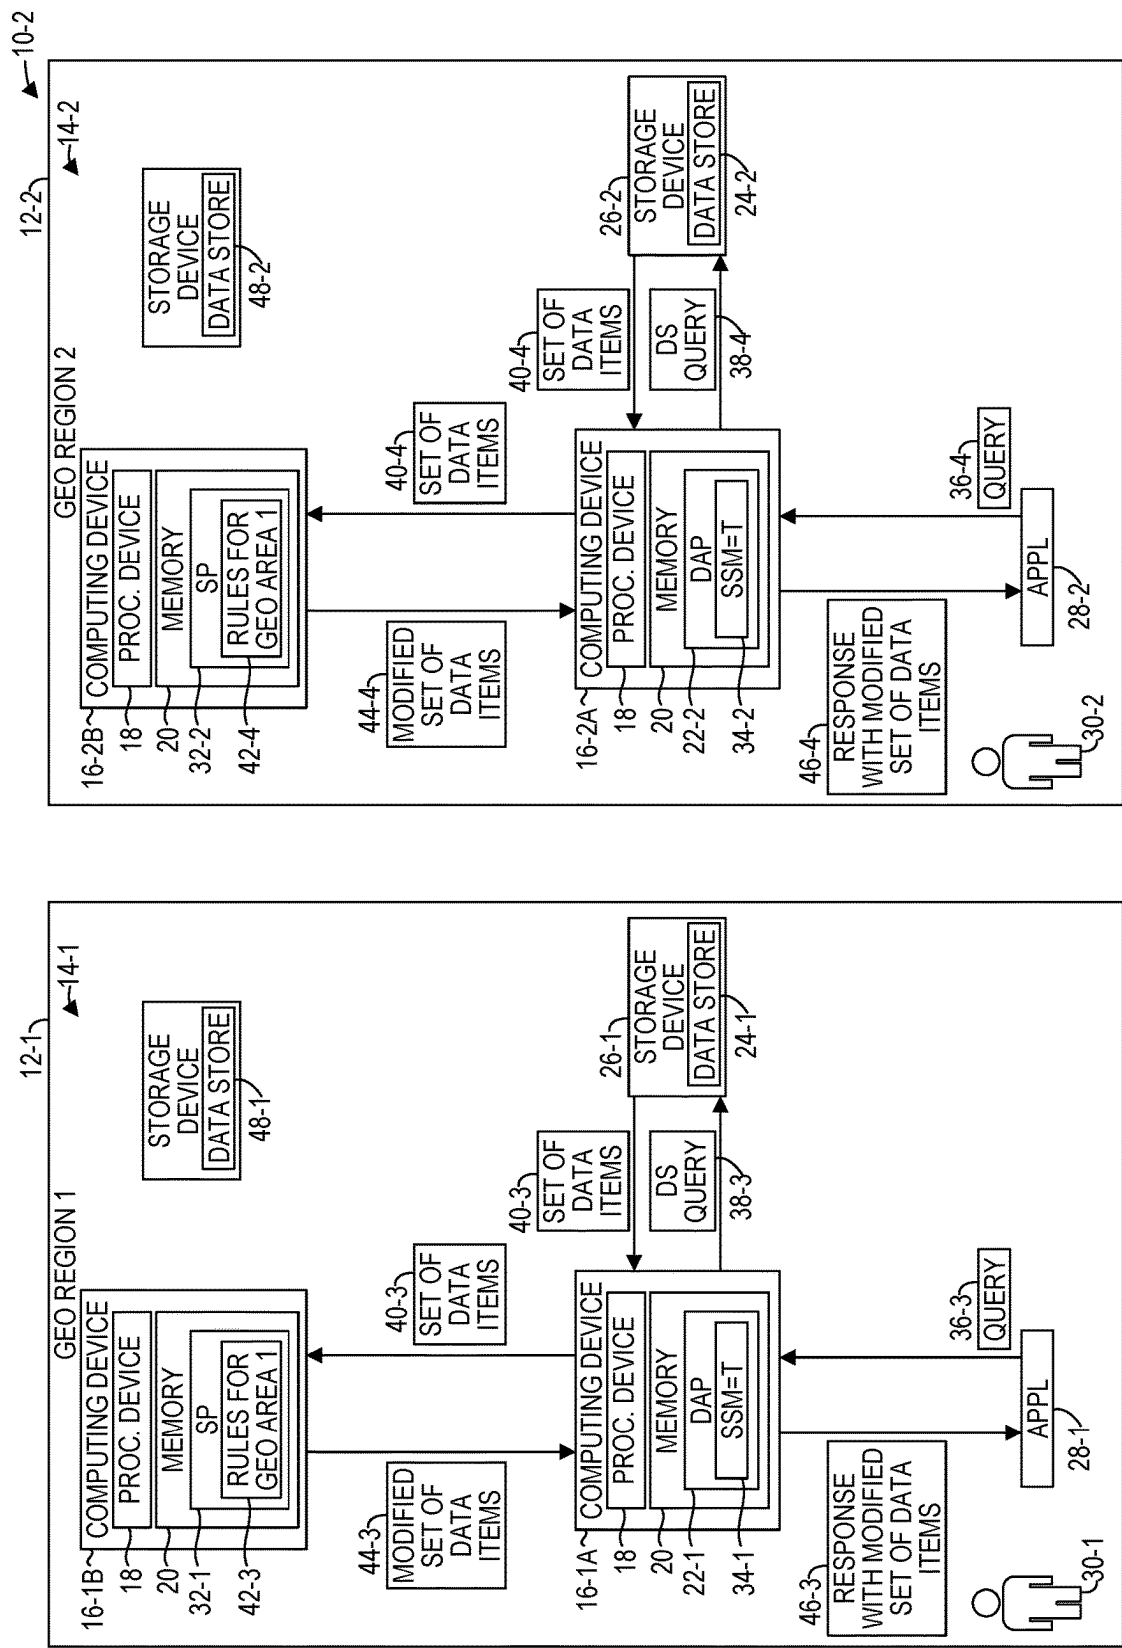 10-2
12-1
GEO REGION 1
14-1
16-1B
COMPUTING DEVICE
18
PROC. DEVICE
20
MEMORY
32-1
SP
42-3
RULES FOR
GEO AREA 1
STORAGE
DEVICE
DATA STORE
48-1
44-3
MODIFIED
SET OF
DATA
ITEMS
40-3
SET OF
DATA
ITEMS
16-1A
COMPUTING DEVICE
18
PROC. DEVICE
20
MEMORY
22-1
DAP
34-1
SSM=T
40-3
SET OF
DATA
ITEMS
DS
QUERY
38-3
26-1
STORAGE
DEVICE
DATA STORE
24-1
46-3
RESPONSE
WITH MODIFIED
SET OF DATA
ITEMS
36-3
QUERY
30-1
APPL
28-1
12-2
GEO REGION 2
14-2
16-2B
COMPUTING DEVICE
18
PROC. DEVICE
20
MEMORY
32-2
SP
42-4
RULES FOR
GEO AREA 1
STORAGE
DEVICE
DATA STORE
48-2
44-4
MODIFIED
SET OF
DATA
ITEMS
40-4
SET OF
DATA
ITEMS
16-2A
COMPUTING DEVICE
18
PROC. DEVICE
20
MEMORY
22-2
DAP
34-2
SSM=T
40-4
SET OF
DATA
ITEMS
DS
QUERY
38-4
26-2
STORAGE
DEVICE
DATA STORE
24-2
46-4
RESPONSE
WITH MODIFIED
SET OF DATA
ITEMS
36-4
QUERY
30-2
APPL
28-2